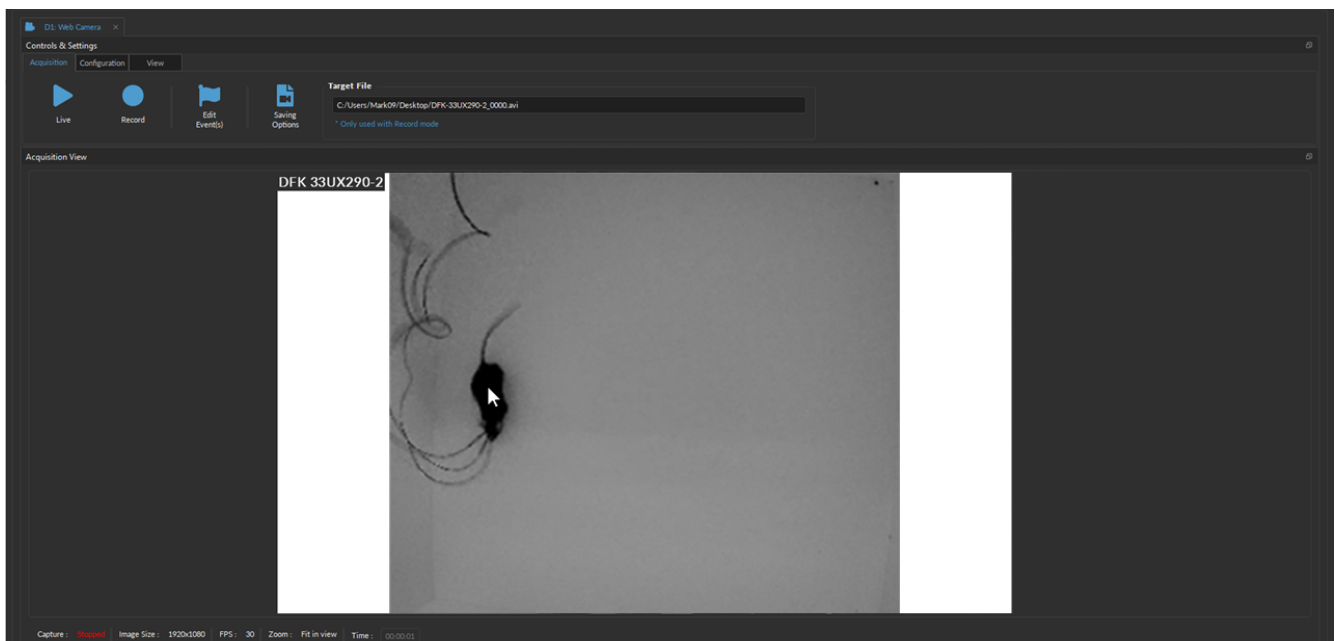 D1: Web Camera
Controls & Settings
Acquisition Configuration View
Live
Record
Edit
Event(s)
Saving
Options
Target File
C:/Users/Mark09/Desktop/DFK-33UX290-2_0000.avi
* Only used with Record mode
Acquisition View
DFK 33UX290-2
Capture : Stopped Image Size : 1920x1080 FPS : 30 Zoom : Fit in view Time : 00:00:01